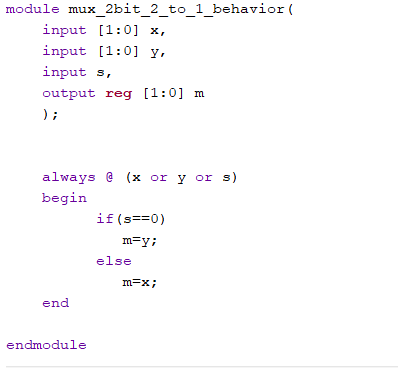 module mux_2bit_2_to_1_behavior(
    input [1:0] x,
    input [1:0] y,
    input s,
    output reg [1:0] m
    );
    always @ (x or y or s)
    begin
          if(s==0)
             m=y;
          else
             m=x;
    end
endmodule